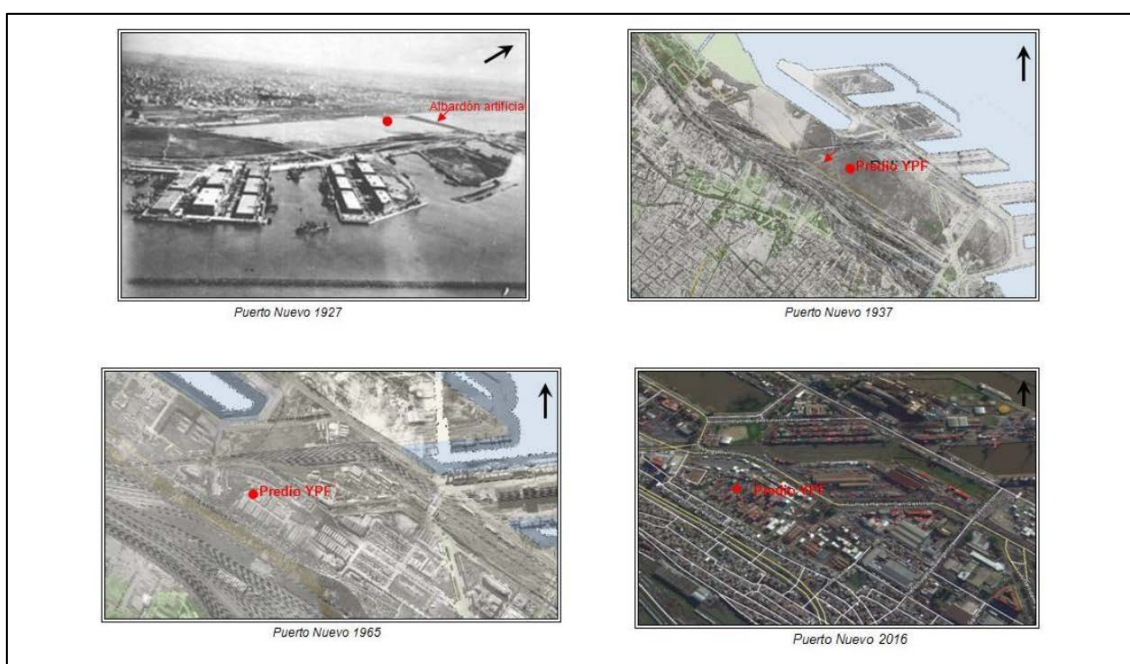 Albardón artificia
Puerto Nuevo 1927
Predio YPF
Puerto Nuevo 1937
Predio YPF
Puerto Nuevo 1965
Predio YPF
Puerto Nuevo 2016